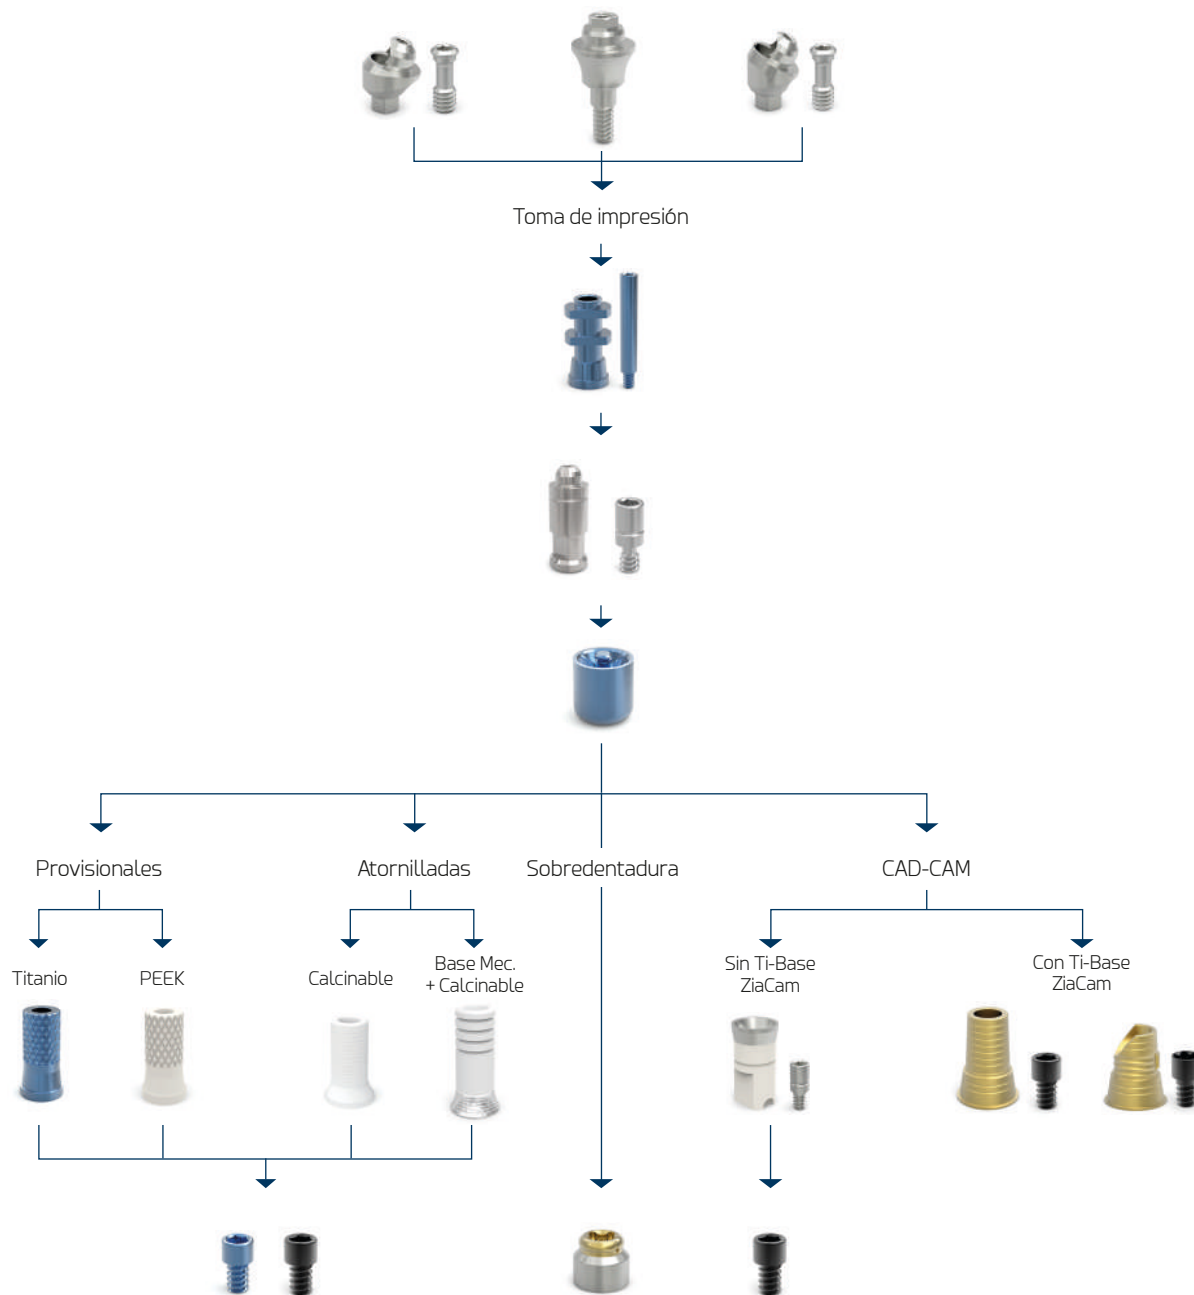 Toma de impresión
Provisionales
Atornilladas
Sobredentadura
CAD-CAM
Titanio
PEEK
Calcinable
Base Mec.
+ Calcinable
Sin Ti-Base
ZiaCam
Con Ti-Base
ZiaCam